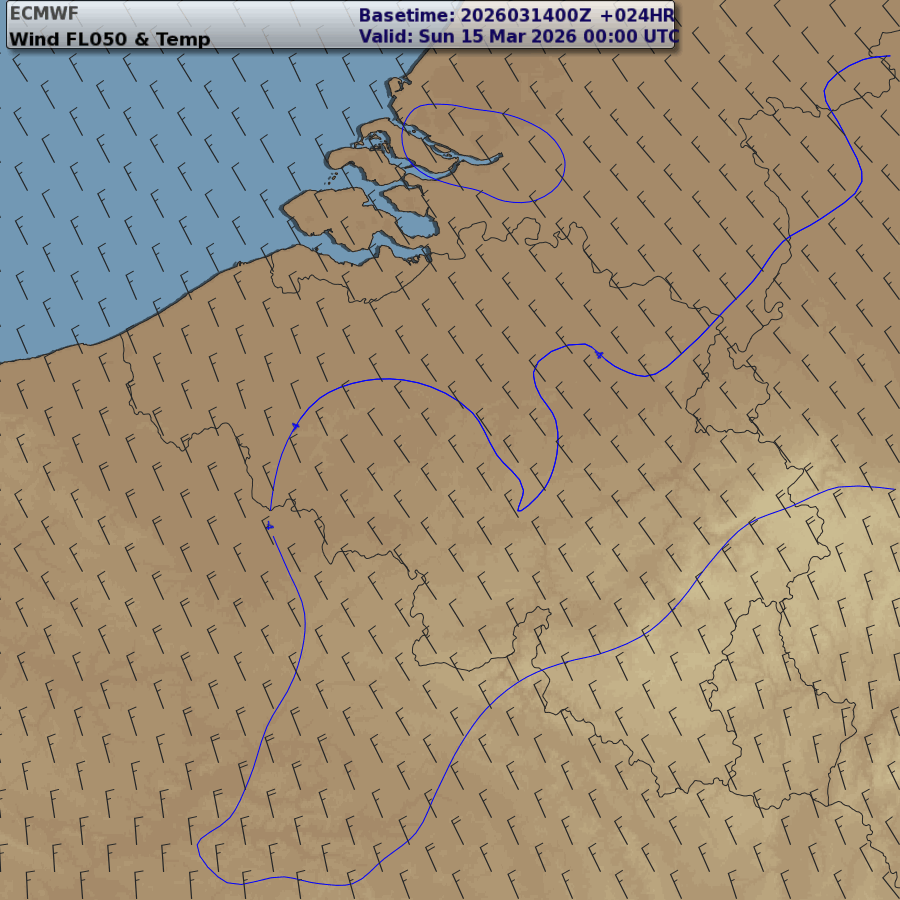 ECMWF
Basetime: 2026031400Z +024HR
Wind FL050 & Temp
Valid: Sun 15 Mar 2026 00:00 UTC